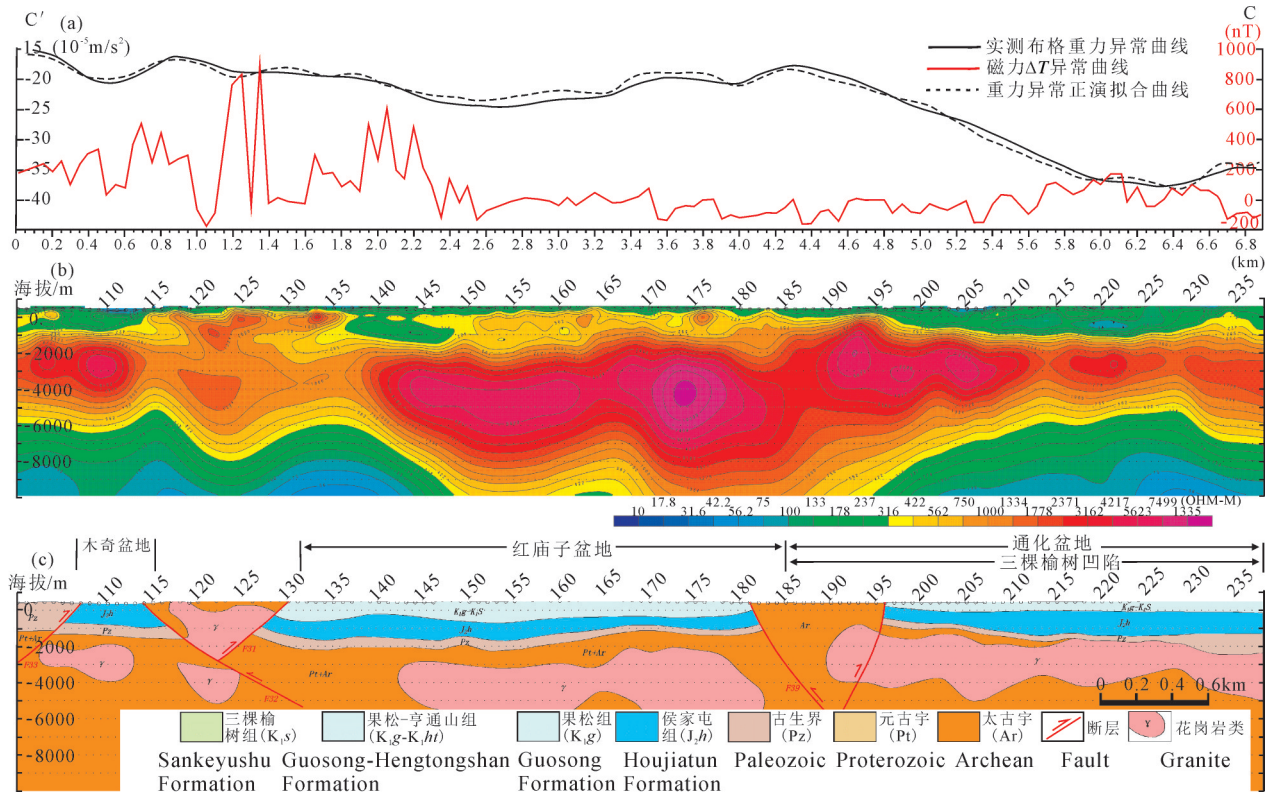 C′
(a)
C
15 (10⁻⁵m/s²)
(nT)
-20
-25
-30
-35
-40
1000
800
600
400
200
0
-200
实测布格重力异常曲线
磁力ΔT异常曲线
重力异常正演拟合曲线
0 0.2 0.4 0.6 0.8 1.0 1.2 1.4 1.6 1.8 2.0 2.2 2.4 2.6 2.8 3.0 3.2 3.4 3.6 3.8 4.0 4.2 4.4 4.6 4.8 5.0 5.2 5.4 5.6 5.8 6.0 6.2 6.4 6.6 6.8
(km)
(b)
海拔/m
110 115 120 125 130 135 140 145 150 155 160 165 170 175 180 185 190 195 200 205 210 215 220 225 230 235
0
-2000
-4000
-6000
-8000
17.8 42.2 75 133 237 422 750 1334 2371 4217 7499 (OHM-M)
10 31.6 56.2 100 178 316 562 1000 1778 3162 5623 1335
(c)
木奇盆地
红庙子盆地
通化盆地
三棵榆树凹陷
海拔/m
110 115 120 125 130 135 140 145 150 155 160 165 170 175 180 185 190 195 200 205 210 215 220 225 230 235
0
-2000
-4000
-6000
-8000
Pz
J₂h
Pz
Pt+Ar
F33
γ
γ
γ
F31
F32
K₁g-K₁S
J₂h
Pz
Pt+Ar
Pt+Ar
γ
Ar
F39
γ
K₁g-K₁S
J₂h
Pz
γ
0 0.2 0.4 0.6km
三棵榆
树组(K₁s)
果松-亨通山组
(K₁g-K₁ht)
果松组
(K₁g)
侯家屯
组(J₂h)
古生界
(Pz)
元古宇
(Pt)
太古宇
(Ar)
断层
γ
花岗岩类
Sankeyushu
Formation
Guosong-Hengtongshan
Formation
Guosong
Formation
Houjiatun
Formation
Paleozoic
Proterozoic
Archean
Fault
Granite